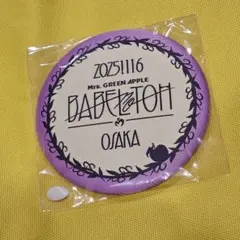 20251116
Mrs. GREEN APPLE
BABEL no TOH
OSAKA